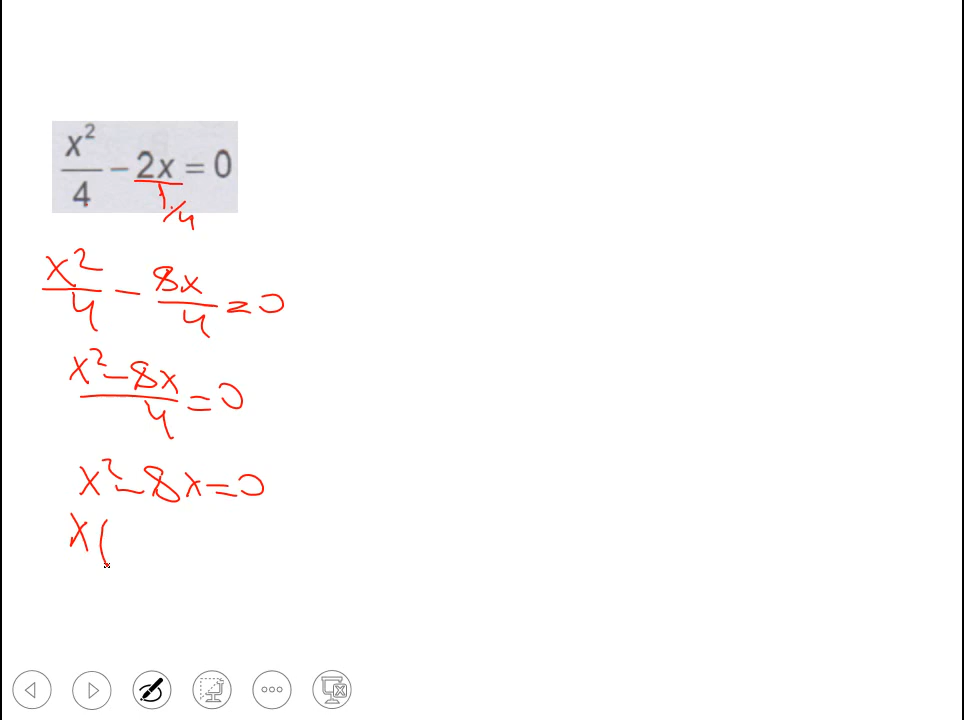 x²/4 − 2x = 0
1/4
x²/4 − 8x/4 = 0
x² − 8x/4 = 0
x² − 8x = 0
x(